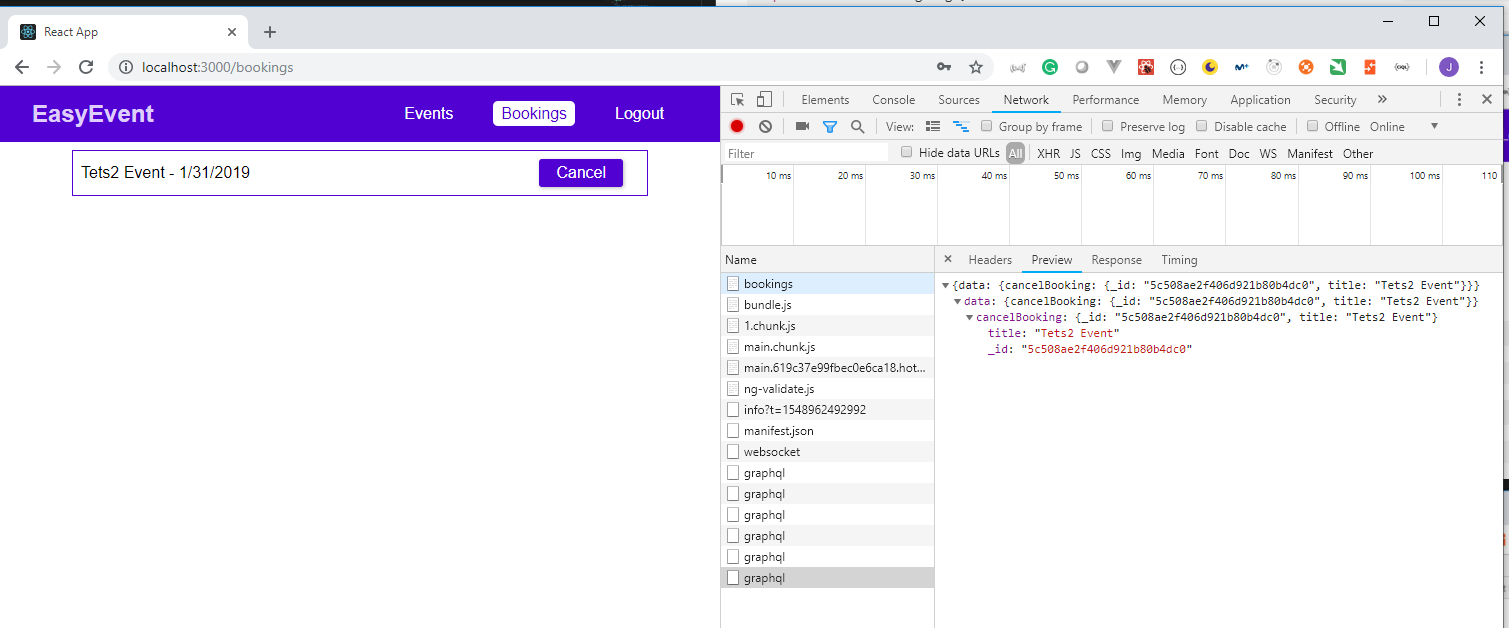 React App
localhost:3000/bookings
J
EasyEvent
Events
Bookings
Logout
Tets2 Event - 1/31/2019
Cancel
Elements
Console
Sources
Network
Performance
Memory
Application
Security
View:
Group by frame
Preserve log
Disable cache
Offline
Online
Filter
Hide data URLs
All
XHR
JS
CSS
Img
Media
Font
Doc
WS
Manifest
Other
10 ms
20 ms
30 ms
40 ms
50 ms
60 ms
70 ms
80 ms
90 ms
100 ms
110
Name
bookings
bundle.js
1.chunk.js
main.chunk.js
main.619c37e99fbec0e6ca18.hot...
ng-validate.js
info?t=1548962492992
manifest.json
websocket
graphql
graphql
graphql
graphql
graphql
graphql
Headers
Preview
Response
Timing
{data: {cancelBooking: {_id: "5c508ae2f406d921b80b4dc0", title: "Tets2 Event"}}}
data: {cancelBooking: {_id: "5c508ae2f406d921b80b4dc0", title: "Tets2 Event"}}
cancelBooking: {_id: "5c508ae2f406d921b80b4dc0", title: "Tets2 Event"}
title: "Tets2 Event"
_id: "5c508ae2f406d921b80b4dc0"